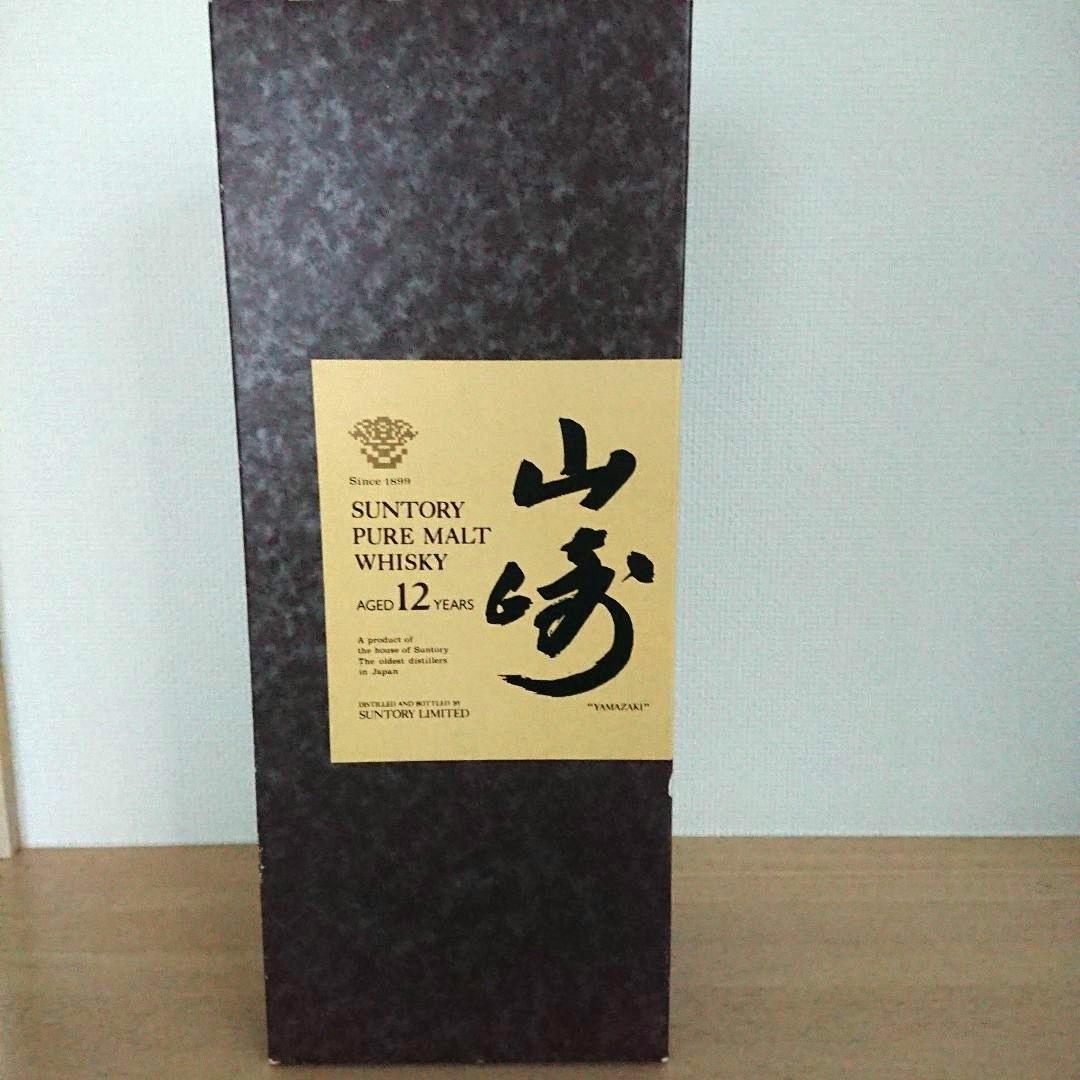 Since 1899
SUNTORY
PURE MALT
WHISKY
AGED 12 YEARS
A product of
the house of Suntory
The oldest distillers
in Japan
DISTILLED AND BOTTLED BY
SUNTORY LIMITED
山崎
"YAMAZAKI"